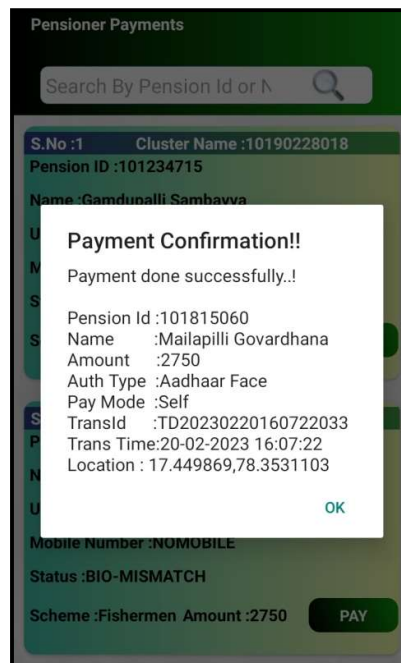 Pensioner Payments
Search By Pension Id or N
S.No :1 Cluster Name :10190228018
Pension ID :101234715
Name :Gamdupalli Sambayya
Payment Confirmation!!
Payment done successfully..!
Pension Id :101815060
Name :Mailapilli Govardhana
Amount :2750
Auth Type :Aadhaar Face
Pay Mode :Self
TransId :TD20230220160722033
Trans Time:20-02-2023 16:07:22
Location : 17.449869,78.3531103
OK
Mobile Number :NOMOBILE
Status :BIO-MISMATCH
Scheme :Fishermen Amount :2750 PAY